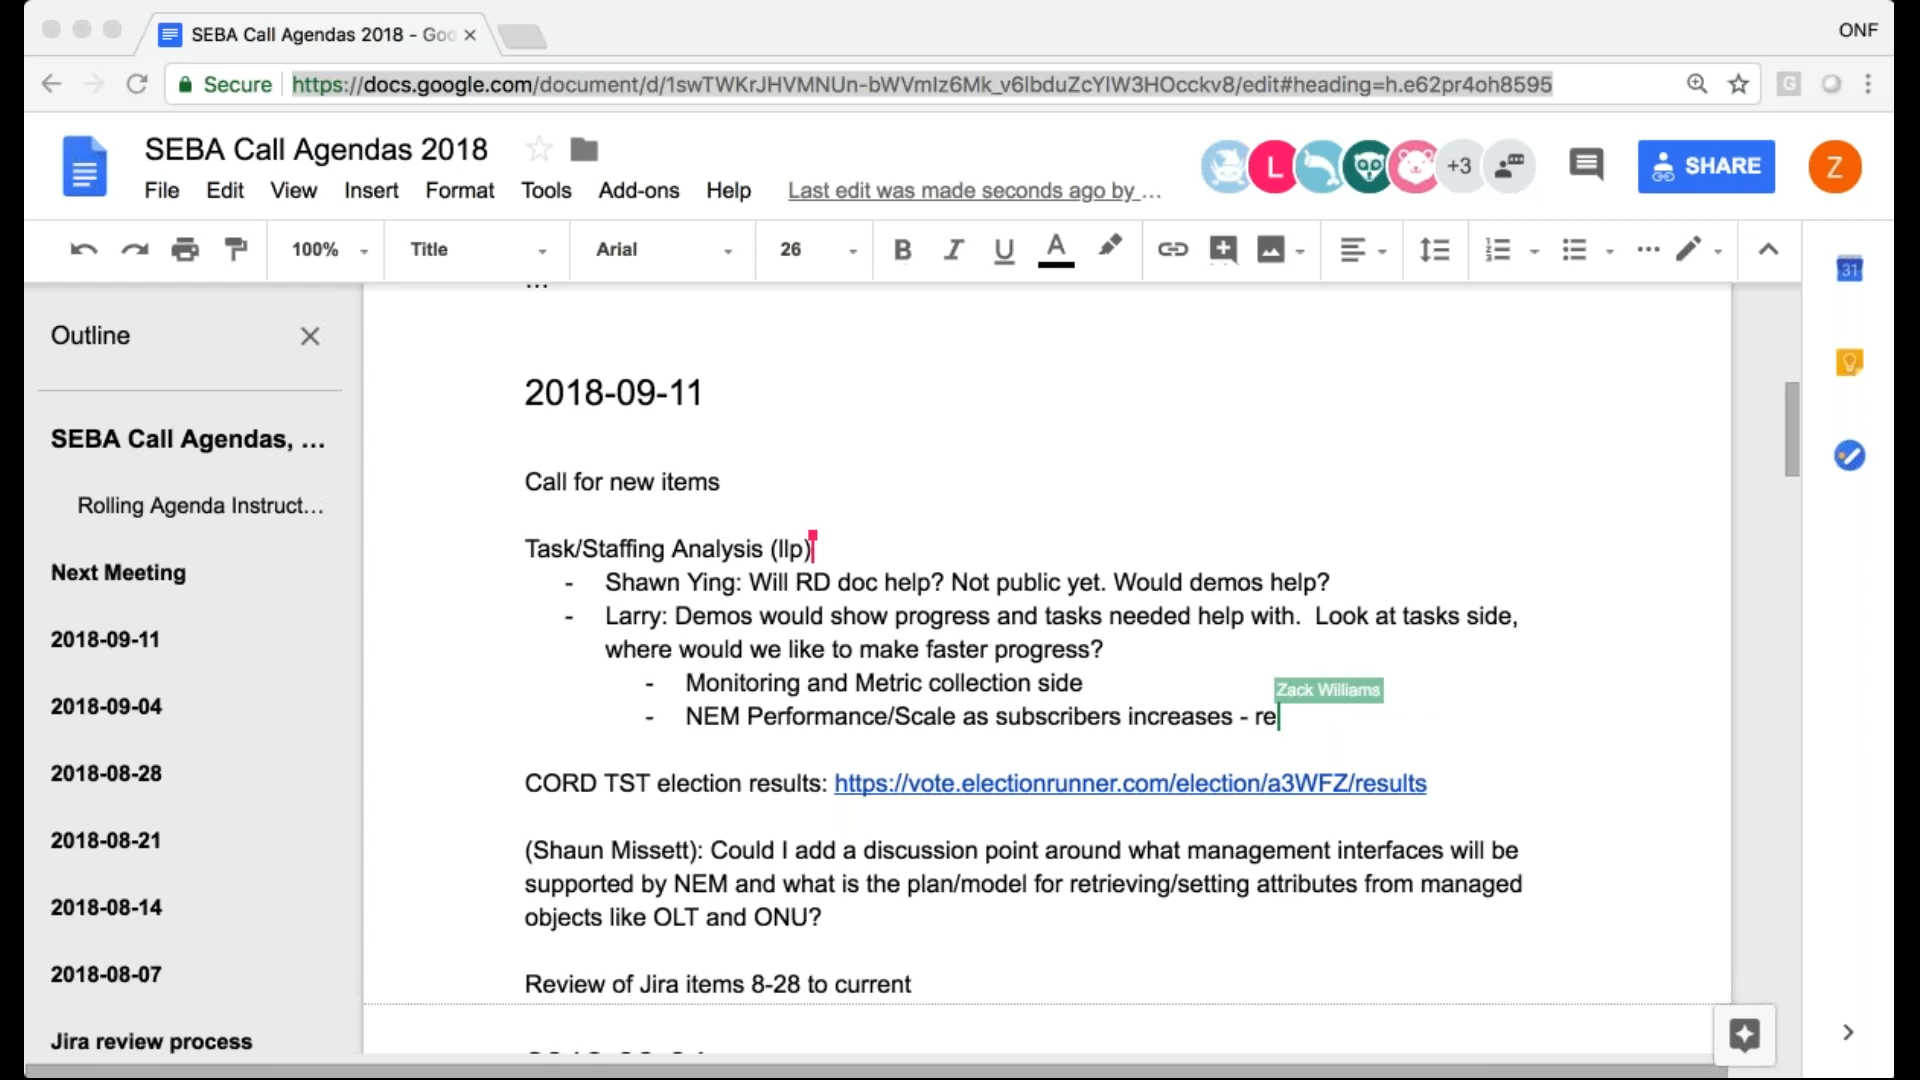 SEBA Call Agendas 2018 - Goo
ONF
Secure
https://docs.google.com/document/d/1swTWKrJHVMNUn-bWVmIz6Mk_v6lbduZcYlW3HOcckv8/edit#heading=h.e62pr4oh8595
SEBA Call Agendas 2018
L
+3
SHARE
Z
File Edit View Insert Format Tools Add-ons Help Last edit was made seconds ago by ...
100% Title Arial 26 B I U A
31
...
Outline
SEBA Call Agendas, ...
Rolling Agenda Instruct...
Next Meeting
2018-09-11
2018-09-04
2018-08-28
2018-08-21
2018-08-14
2018-08-07
Jira review process
2018-09-11
Call for new items
Task/Staffing Analysis (llp)
- Shawn Ying: Will RD doc help? Not public yet. Would demos help?
- Larry: Demos would show progress and tasks needed help with. Look at tasks side,
where would we like to make faster progress?
- Monitoring and Metric collection side
Zack Williams
- NEM Performance/Scale as subscribers increases - re
CORD TST election results: https://vote.electionrunner.com/election/a3WFZ/results
(Shaun Missett): Could I add a discussion point around what management interfaces will be
supported by NEM and what is the plan/model for retrieving/setting attributes from managed
objects like OLT and ONU?
Review of Jira items 8-28 to current